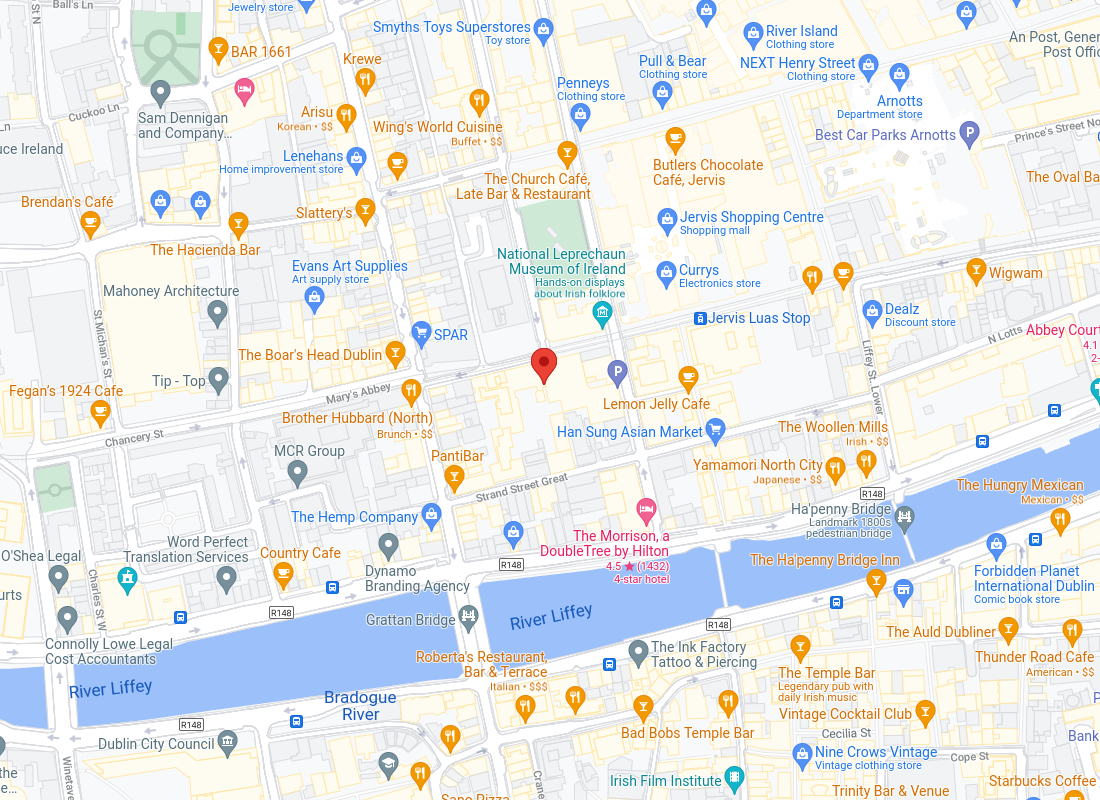 Ball's Ln
Jewelry store
St N
BAR 1661
Smyths Toys Superstores
Toy store
River Island
Clothing store
An Post, Gener
Post Offic
Krewe
Pull & Bear
Clothing store
NEXT Henry Street
Clothing store
Penneys
Clothing store
Arnotts
Department store
Cuckoo Ln
Sam Dennigan
and Company...
Arisu
Korean • $$
Wing's World Cuisine
Buffet • $$
Best Car Parks Arnotts
P
Prince's Street No
Ln
uce Ireland
Lenehans
Home improvement store
Butlers Chocolate
Café, Jervis
The Church Café,
Late Bar & Restaurant
The Oval Ba
Brendan's Café
Slattery's
Jervis Shopping Centre
Shopping mall
The Hacienda Bar
National Leprechaun
Museum of Ireland
Hands-on displays
about Irish folklore
Evans Art Supplies
Art supply store
Currys
Electronics store
Wigwam
Mahoney Architecture
Jervis Luas Stop
Dealz
Discount store
St Michan's St
SPAR
N Lotts
Abbey Court
4.1
2-
The Boar's Head Dublin
Liffey St. Lower
Tip - Top
P
Fegan's 1924 Cafe
Mary's Abbey
Lemon Jelly Cafe
Brother Hubbard (North)
Brunch • $$
Chancery St
Han Sung Asian Market
The Woollen Mills
Irish • $$
MCR Group
PantiBar
Yamamori North City
Japanese • $$
Strand Street Great
R148
The Hungry Mexican
Mexican • $$
The Hemp Company
Ha'penny Bridge
Landmark 1800s
pedestrian bridge
The Morrison, a
DoubleTree by Hilton
4.5 ★ (1432)
4-star hotel
O'Shea Legal
Word Perfect
Translation Services
Country Cafe
R148
Dynamo
Branding Agency
The Ha'penny Bridge Inn
Forbidden Planet
International Dublin
Comic book store
urts
Charles St W
R148
Grattan Bridge
River Liffey
R148
The Auld Dubliner
Connolly Lowe Legal
Cost Accountants
The Ink Factory
Tattoo & Piercing
Roberta's Restaurant,
Bar & Terrace
Italian • $$$
Thunder Road Cafe
American • $$
The Temple Bar
Legendary pub with
daily Irish music
River Liffey
Bradogue
River
Vintage Cocktail Club
R148
Bad Bobs Temple Bar
Cecilia St
Bank
Dublin City Council
Nine Crows Vintage
Vintage clothing store
Cope St
Winetave
Crane
Irish Film Institute
the
e...
Starbucks Coffee
Trinity Bar & Venue
Sano Pizza